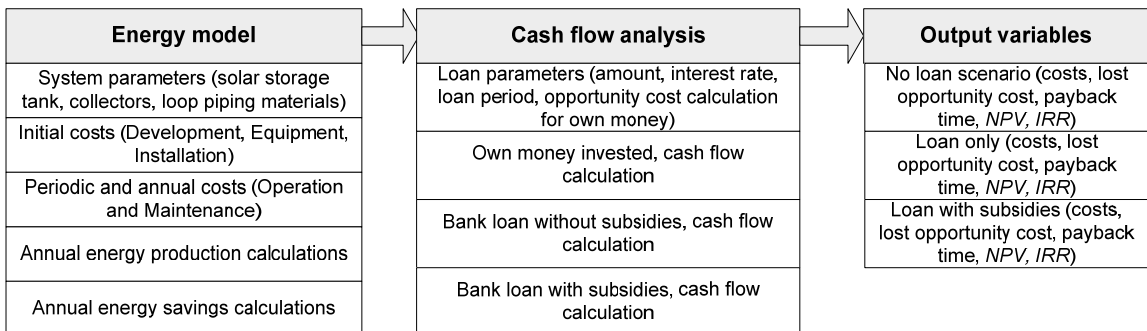 Energy model
System parameters (solar storage
tank, collectors, loop piping materials)
Initial costs (Development, Equipment,
Installation)
Periodic and annual costs (Operation
and Maintenance)
Annual energy production calculations
Annual energy savings calculations
Cash flow analysis
Loan parameters (amount, interest rate,
loan period, opportunity cost calculation
for own money)
Own money invested, cash flow
calculation
Bank loan without subsidies, cash flow
calculation
Bank loan with subsidies, cash flow
calculation
Output variables
No loan scenario (costs, lost
opportunity cost, payback
time, NPV, IRR)
Loan only (costs, lost
opportunity cost, payback
time, NPV, IRR)
Loan with subsidies (costs,
lost opportunity cost, payback
time, NPV, IRR)